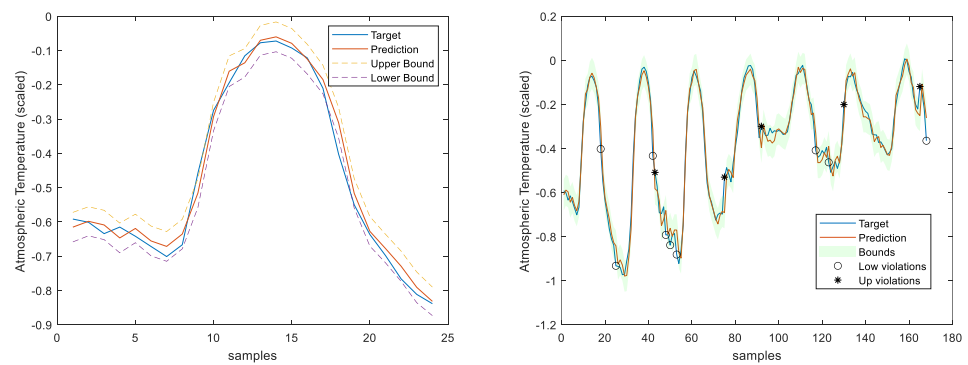 0
-0.1
-0.2
-0.3
-0.4
-0.5
-0.6
-0.7
-0.8
-0.9
0 5 10 15 20 25
samples
Atmospheric Temperature (scaled)
Target
Prediction
Upper Bound
Lower Bound
0.2
0
-0.2
-0.4
-0.6
-0.8
-1
-1.2
0 20 40 60 80 100 120 140 160 180
samples
Atmospheric Temperature (scaled)
Target
Prediction
Bounds
Low violations
Up violations